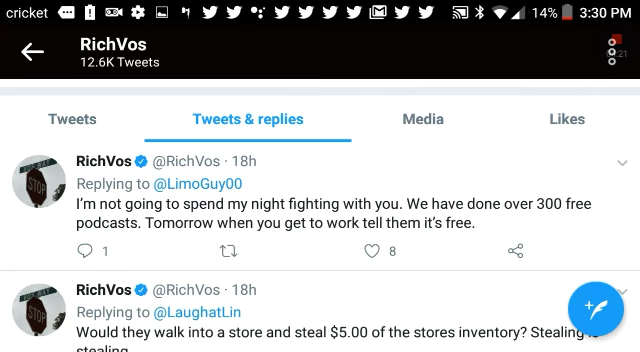 cricket 14% 3:30 PM
RichVos
12.6K Tweets
Tweets Tweets & replies Media Likes
RichVos @RichVos · 18h
Replying to @LimoGuy00
I'm not going to spend my night fighting with you. We have done over 300 free
podcasts. Tomorrow when you get to work tell them it's free.
1 8
RichVos @RichVos · 18h
Replying to @LaughatLin
Would they walk into a store and steal $5.00 of the stores inventory? Stealing is
stealing
STOP
STOP